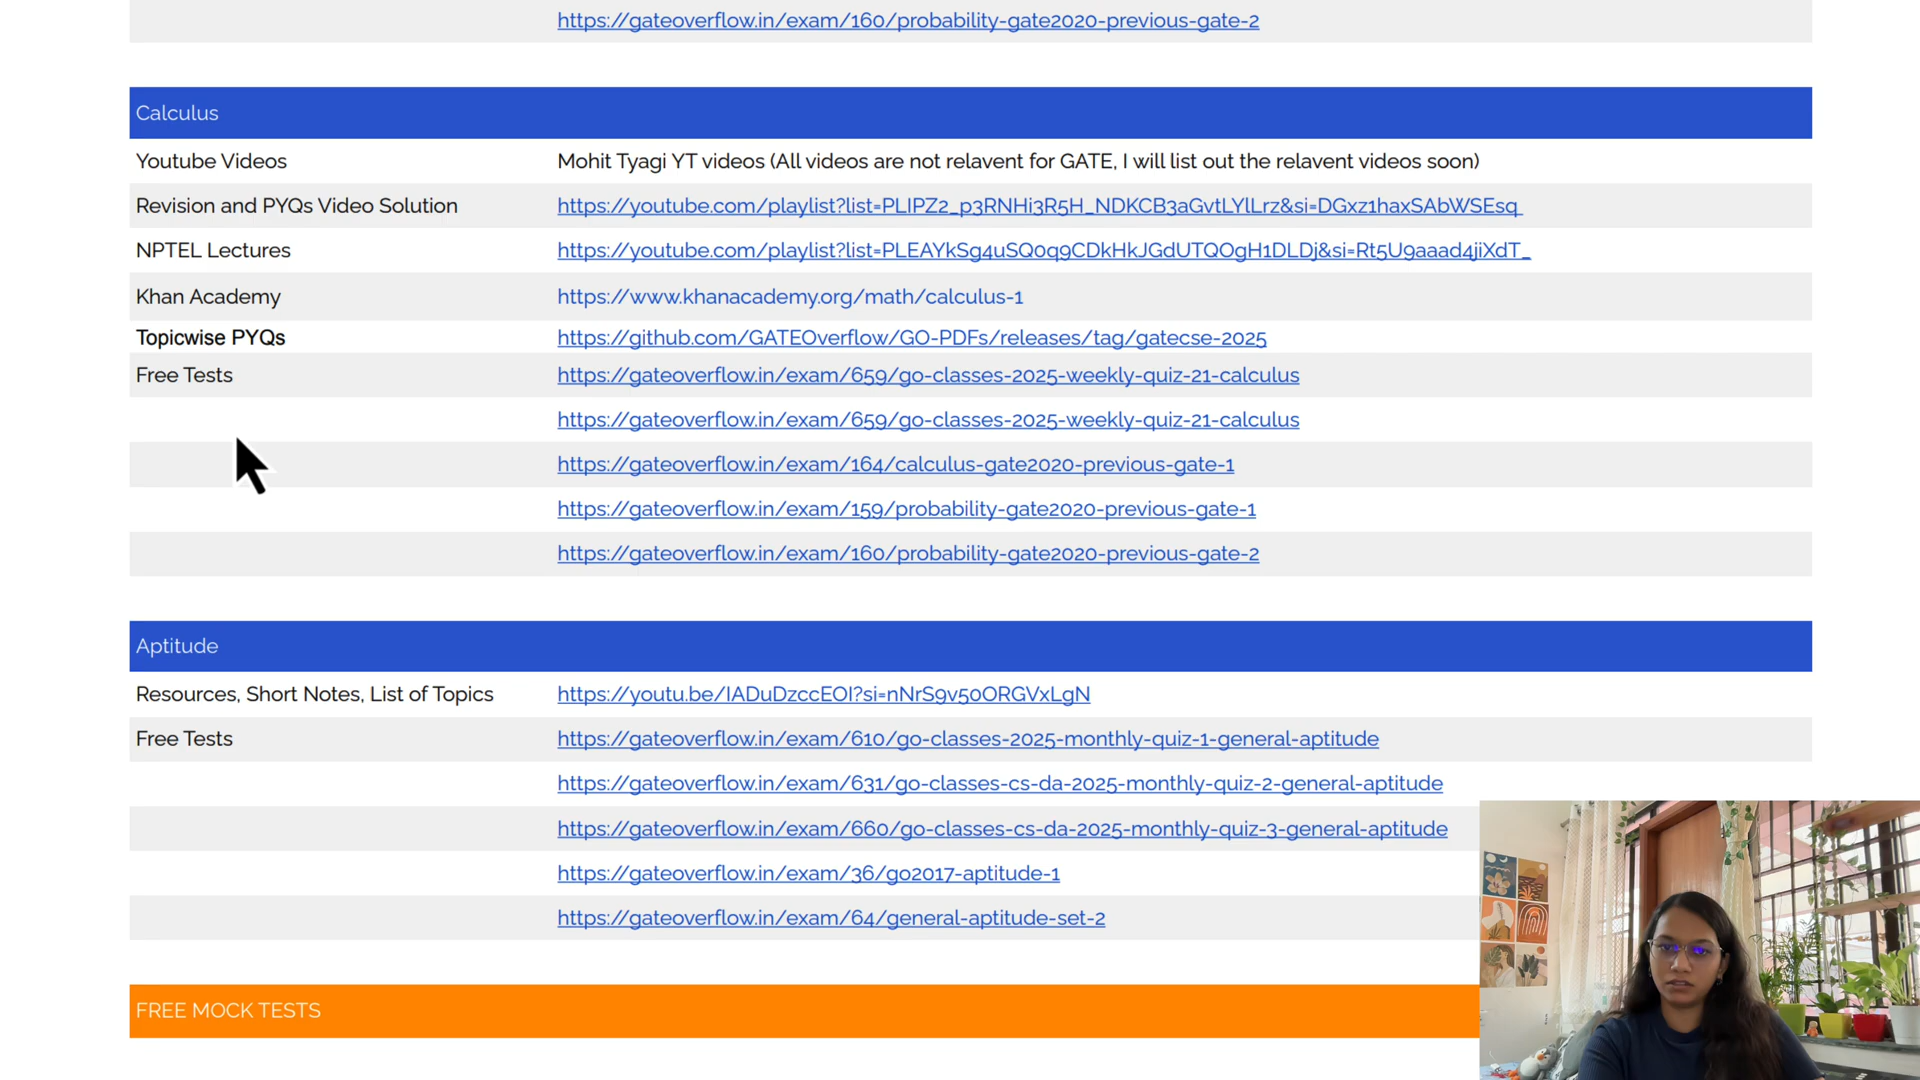 https://gateoverflow.in/exam/160/probability-gate2020-previous-gate-2
Calculus
Youtube Videos Mohit Tyagi YT videos (All videos are not relavent for GATE, I will list out the relavent videos soon)
Revision and PYQs Video Solution https://youtube.com/playlist?list=PLIPZ2_p3RNHi3R5H_NDKCB3aGvtLYlLrz&si=DGxz1haxSAbWSEsq
NPTEL Lectures https://youtube.com/playlist?list=PLEAYkSg4uSQ0q9CDkHkJGdUTQOgH1DLDj&si=Rt5U9aaad4jiXdT_
Khan Academy https://www.khanacademy.org/math/calculus-1
Topicwise PYQs https://github.com/GATEOverflow/GO-PDFs/releases/tag/gatecse-2025
Free Tests https://gateoverflow.in/exam/659/go-classes-2025-weekly-quiz-21-calculus
https://gateoverflow.in/exam/659/go-classes-2025-weekly-quiz-21-calculus
https://gateoverflow.in/exam/164/calculus-gate2020-previous-gate-1
https://gateoverflow.in/exam/159/probability-gate2020-previous-gate-1
https://gateoverflow.in/exam/160/probability-gate2020-previous-gate-2
Aptitude
Resources, Short Notes, List of Topics https://youtu.be/IADuDzccEOI?si=nNrS9v50ORGVxLgN
Free Tests https://gateoverflow.in/exam/610/go-classes-2025-monthly-quiz-1-general-aptitude
https://gateoverflow.in/exam/631/go-classes-cs-da-2025-monthly-quiz-2-general-aptitude
https://gateoverflow.in/exam/660/go-classes-cs-da-2025-monthly-quiz-3-general-aptitude
https://gateoverflow.in/exam/36/go2017-aptitude-1
https://gateoverflow.in/exam/64/general-aptitude-set-2
FREE MOCK TESTS